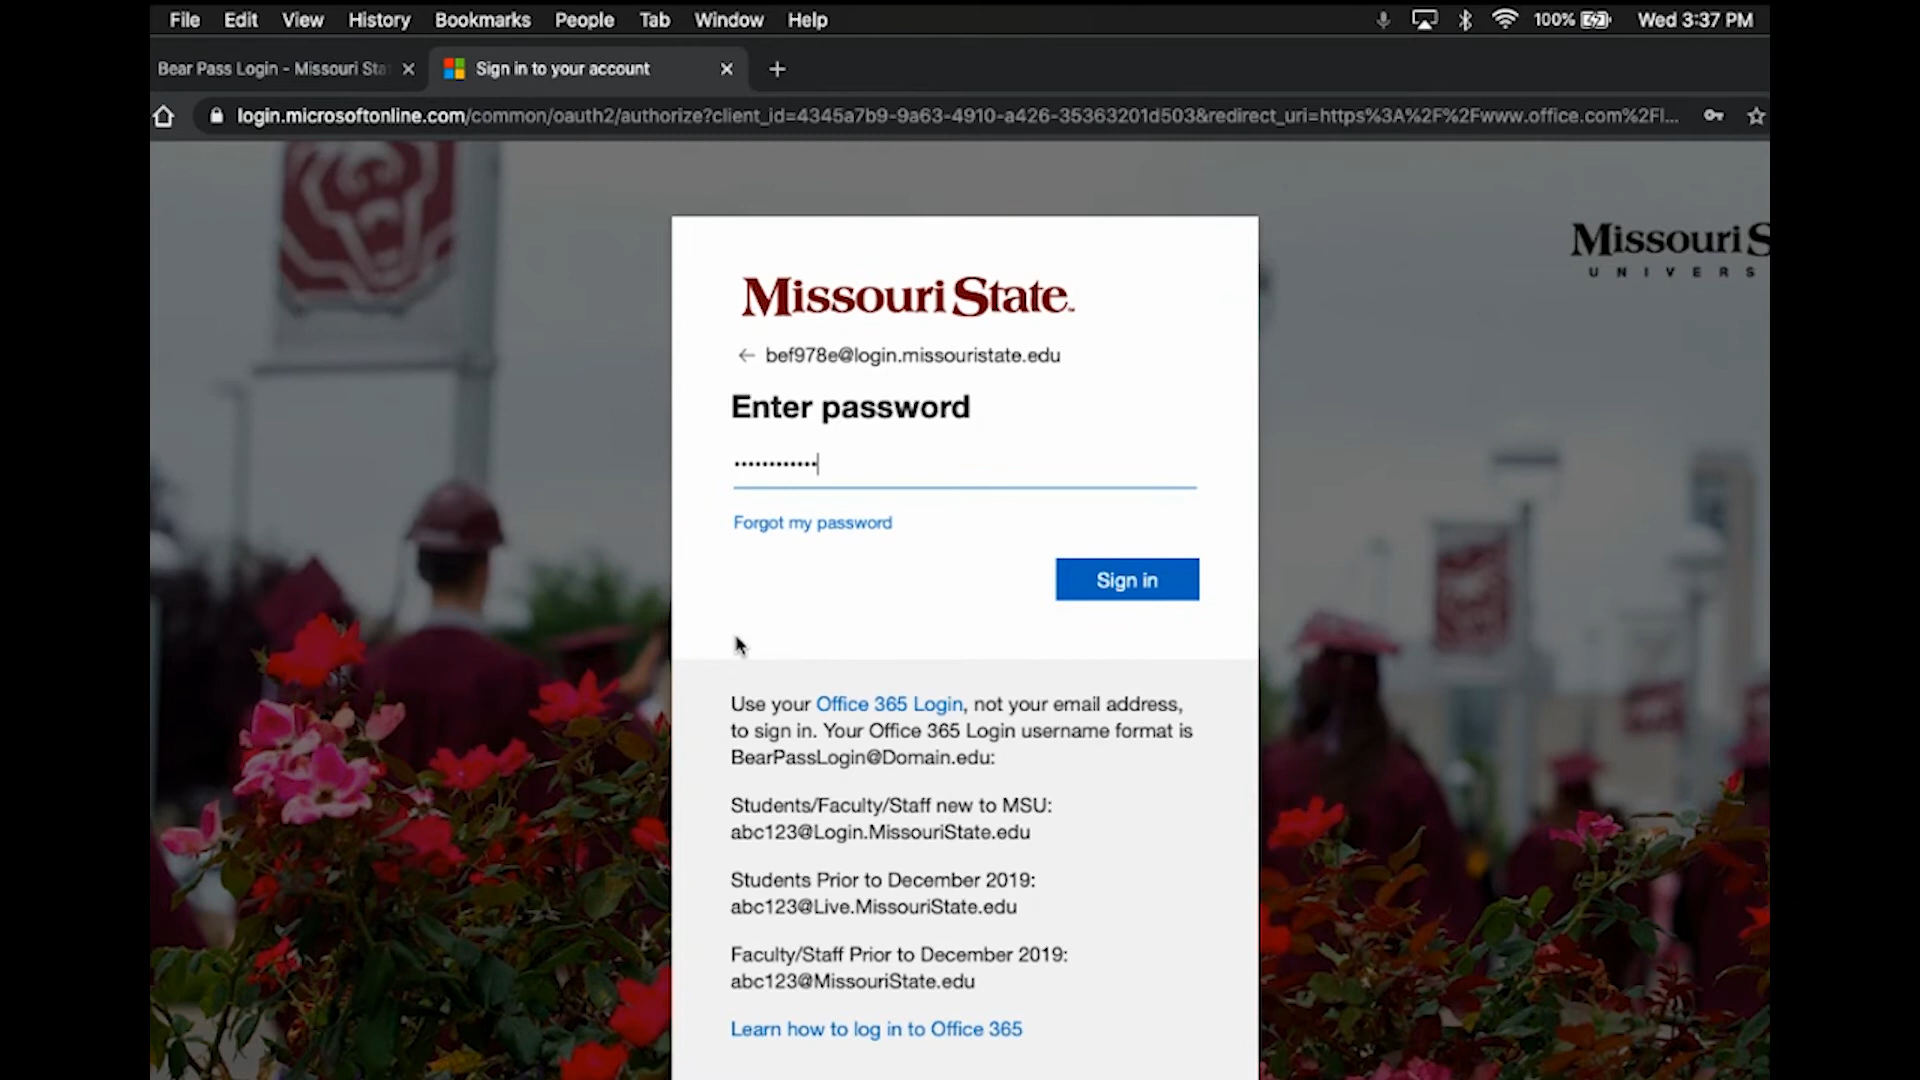 File Edit View History Bookmarks People Tab Window Help 100% Wed 3:37 PM
Bear Pass Login - Missouri Sta Sign in to your account
login.microsoftonline.com/common/oauth2/authorize?client_id=4345a7b9-9a63-4910-a426-35363201d503&redirect_uri=https%3A%2F%2Fwww.office.com%2Fl...
Missouri S
UNIVERS
Missouri State™
bef978e@login.missouristate.edu
Enter password
••••••••••••
Forgot my password
Sign in
Use your Office 365 Login, not your email address,
to sign in. Your Office 365 Login username format is
BearPassLogin@Domain.edu:
Students/Faculty/Staff new to MSU:
abc123@Login.MissouriState.edu
Students Prior to December 2019:
abc123@Live.MissouriState.edu
Faculty/Staff Prior to December 2019:
abc123@MissouriState.edu
Learn how to log in to Office 365